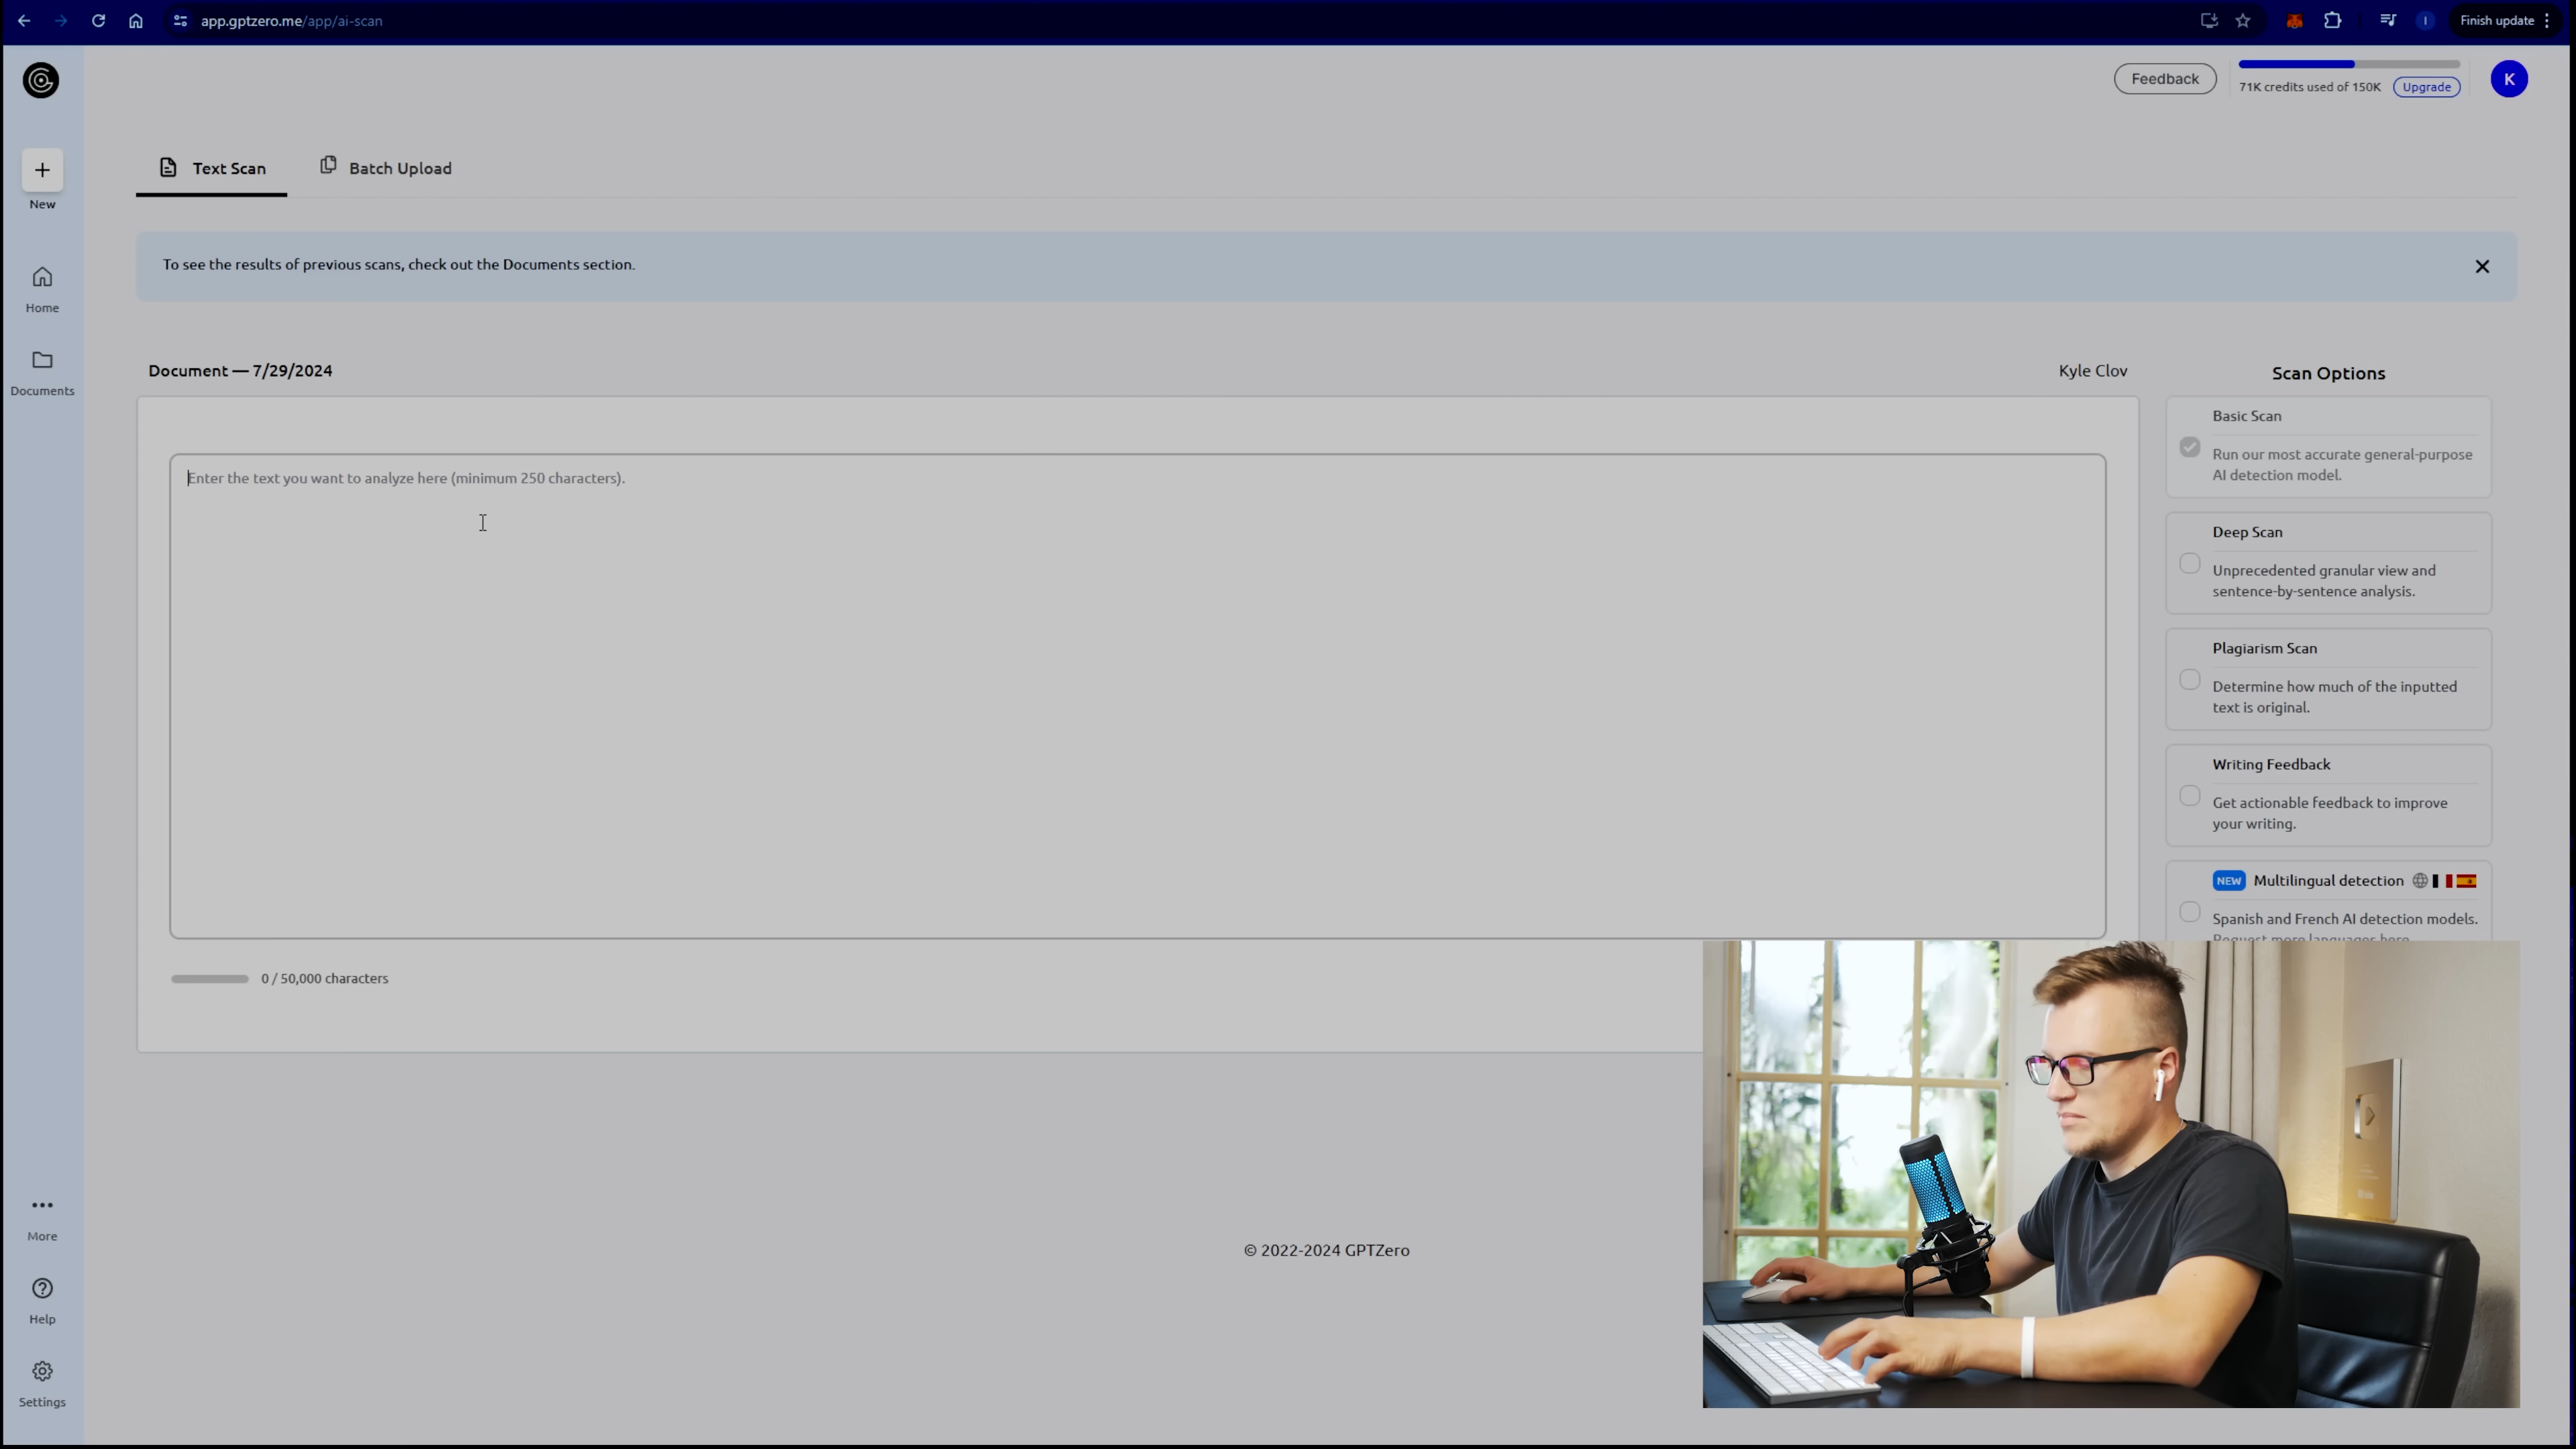 app.gptzero.me/app/ai-scan
Finish update
Feedback
71K credits used of 150K
Upgrade
K
New
Text Scan
Batch Upload
To see the results of previous scans, check out the Documents section.
Home
Documents
Document — 7/29/2024
Kyle Clov
Scan Options
Enter the text you want to analyze here (minimum 250 characters).
Basic Scan
Run our most accurate general-purpose
AI detection model.
Deep Scan
Unprecedented granular view and
sentence-by-sentence analysis.
Plagiarism Scan
Determine how much of the inputted
text is original.
Writing Feedback
Get actionable feedback to improve
your writing.
NEW Multilingual detection
Spanish and French AI detection models.
Request more languages here.
0 / 50,000 characters
More
Help
Settings
© 2022-2024 GPTZero